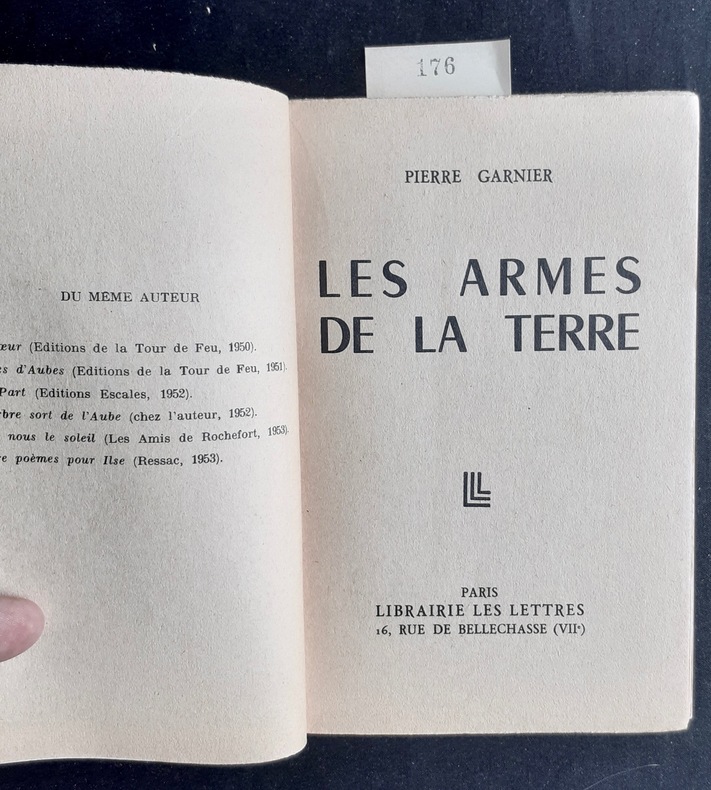 176
DU MÊME AUTEUR
(Editions de la Tour de Feu, 1950).
d'Aubes (Editions de la Tour de Feu, 1951).
Part (Editions Escales, 1952).
sort de l'Aube (chez l'auteur, 1952).
nous le soleil (Les Amis de Rochefort, 1953).
poèmes pour Ilse (Ressac, 1953).
PIERRE GARNIER
LES ARMES
DE LA TERRE
LLL
PARIS
LIBRAIRIE LES LETTRES
16, RUE DE BELLECHASSE (VIIe)